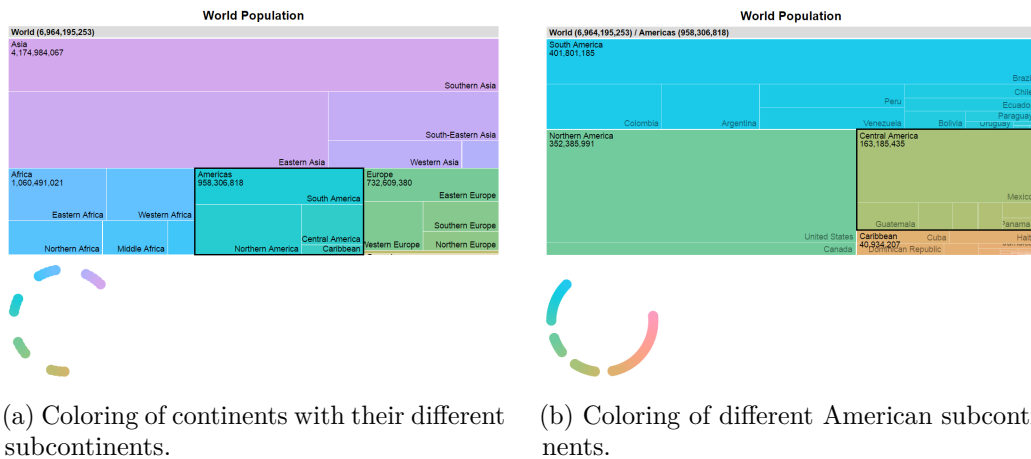 World Population
World (6,964,195,253)
Asia
4,174,984,067
Southern Asia
South-Eastern Asia
Eastern Asia
Western Asia
Africa
1,060,491,021
Eastern Africa
Western Africa
Northern Africa
Middle Africa
Americas
958,306,818
South America
Northern America
Central America
Caribbean
Europe
732,609,380
Eastern Europe
Southern Europe
Western Europe
Northern Europe
(a) Coloring of continents with their different
subcontinents.
World Population
World (6,964,195,253) / Americas (958,306,818)
South America
401,801,185
Brazi
Colombia
Argentina
Peru
Venezuela
Chile
Ecuado
Paraguay
Bolivia
Uruguay
Northern America
352,385,991
United States
Canada
Central America
163,185,435
Mexico
Guatemala
Panama
Caribbean
40,934,207
Cuba
Hait
Dominican Republic
(b) Coloring of different American subcont
nents.